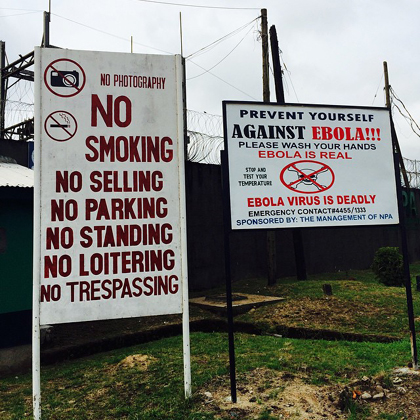 NO PHOTOGRAPHY
NO
SMOKING
NO SELLING
NO PARKING
NO STANDING
NO LOITERING
NO TRESPASSING
PREVENT YOURSELF
AGAINST EBOLA!!!
PLEASE WASH YOUR HANDS
EBOLA IS REAL
STOP AND
TEST YOUR
TEMPERATURE
EBOLA VIRUS IS DEADLY
EMERGENCY CONTACT#4455/1333
SPONSORED BY: THE MANAGEMENT OF NPA